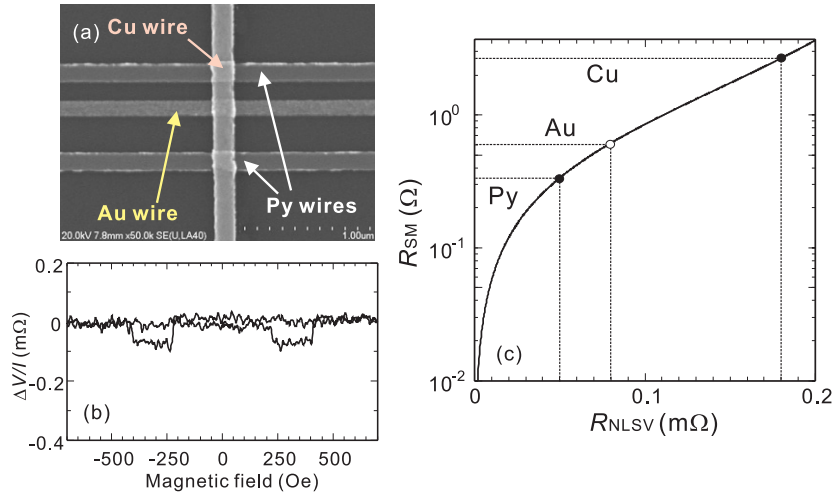 (a)
Cu wire
Au wire
Py wires
20.0kV 7.8mm x50.0k SE(U,LA40)
1.00um
0.2
0
-0.2
-0.4
ΔV/I (mΩ)
(b)
-500
-250
0
250
500
Magnetic field (Oe)
Cu
Au
Py
10⁰
10⁻¹
10⁻²
R_SM (Ω)
(c)
0
0.1
0.2
R_NLSV (mΩ)